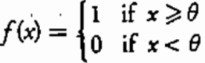 f(x) = { 1 if x ⩾ θ
0 if x < θ